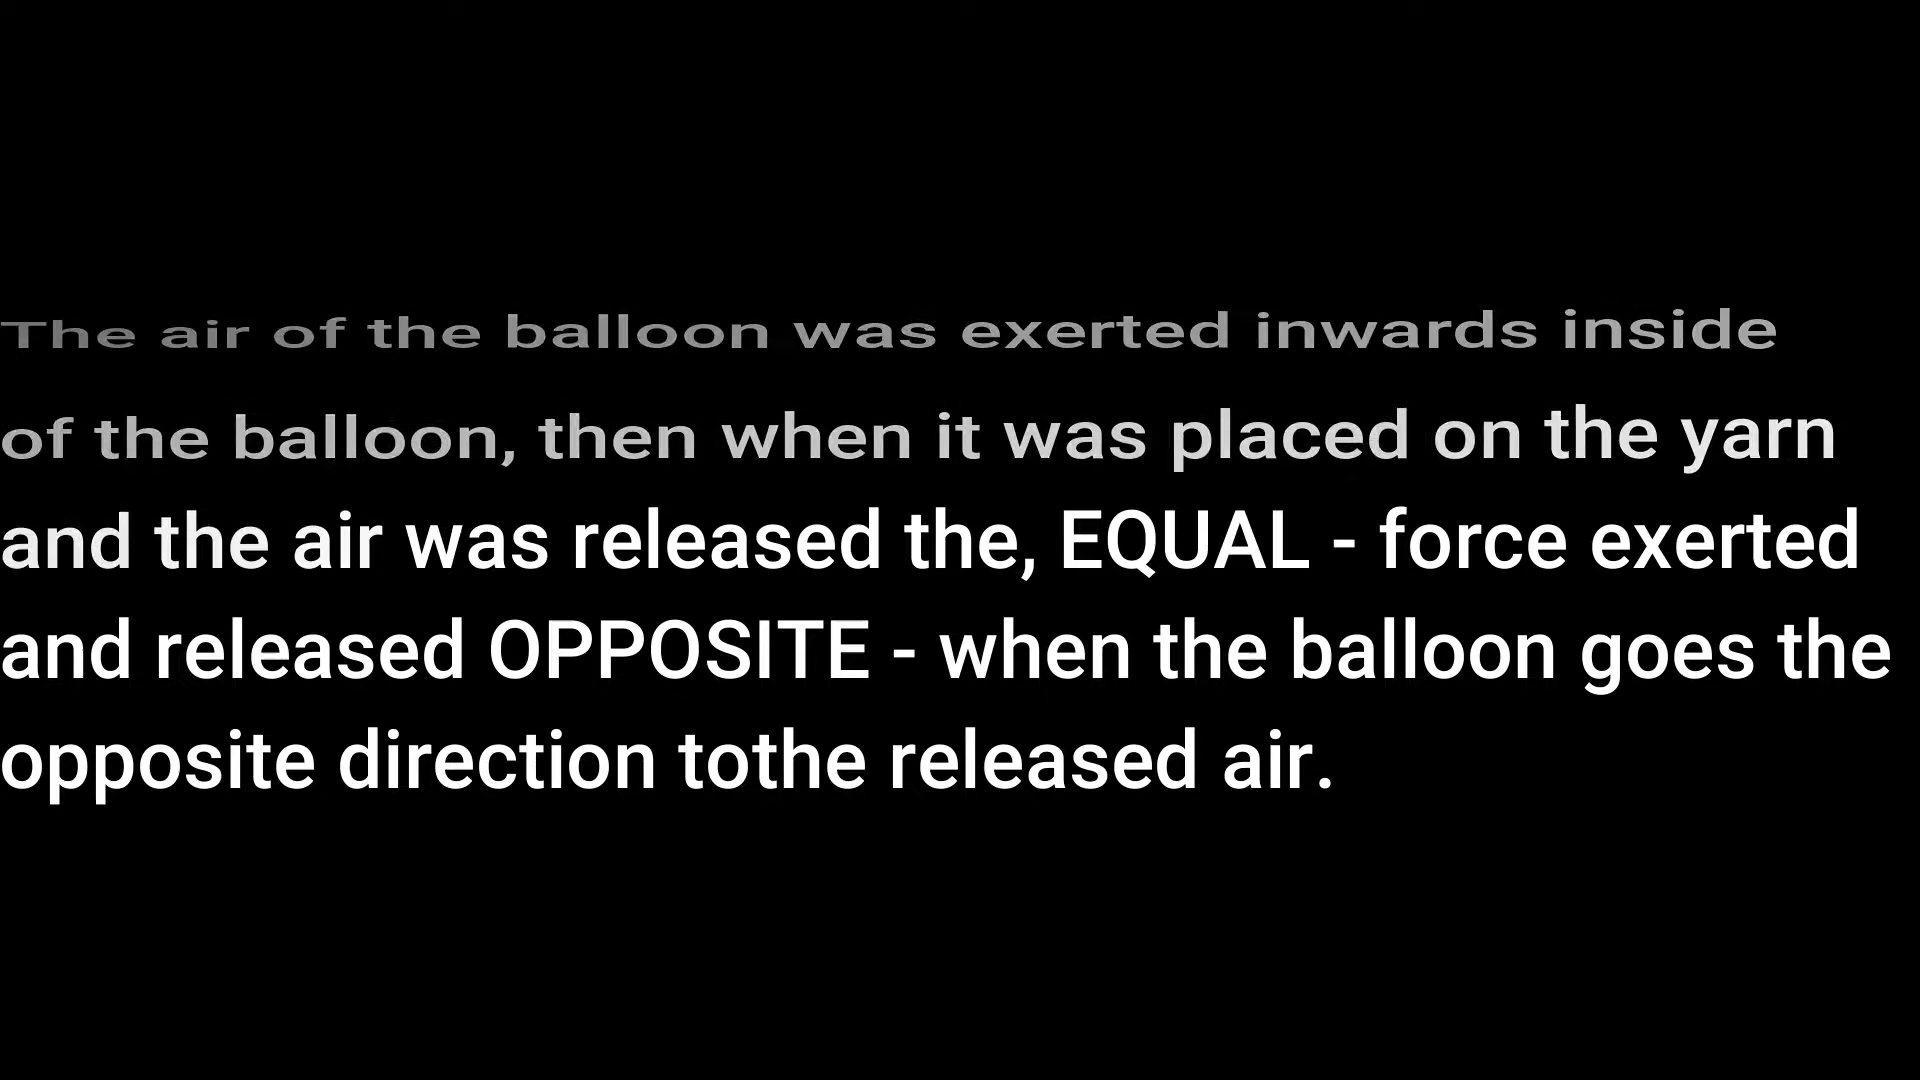 The air of the balloon was exerted inwards inside
of the balloon, then when it was placed on the yarn
and the air was released the, EQUAL - force exerted
and released OPPOSITE - when the balloon goes the
opposite direction tothe released air.